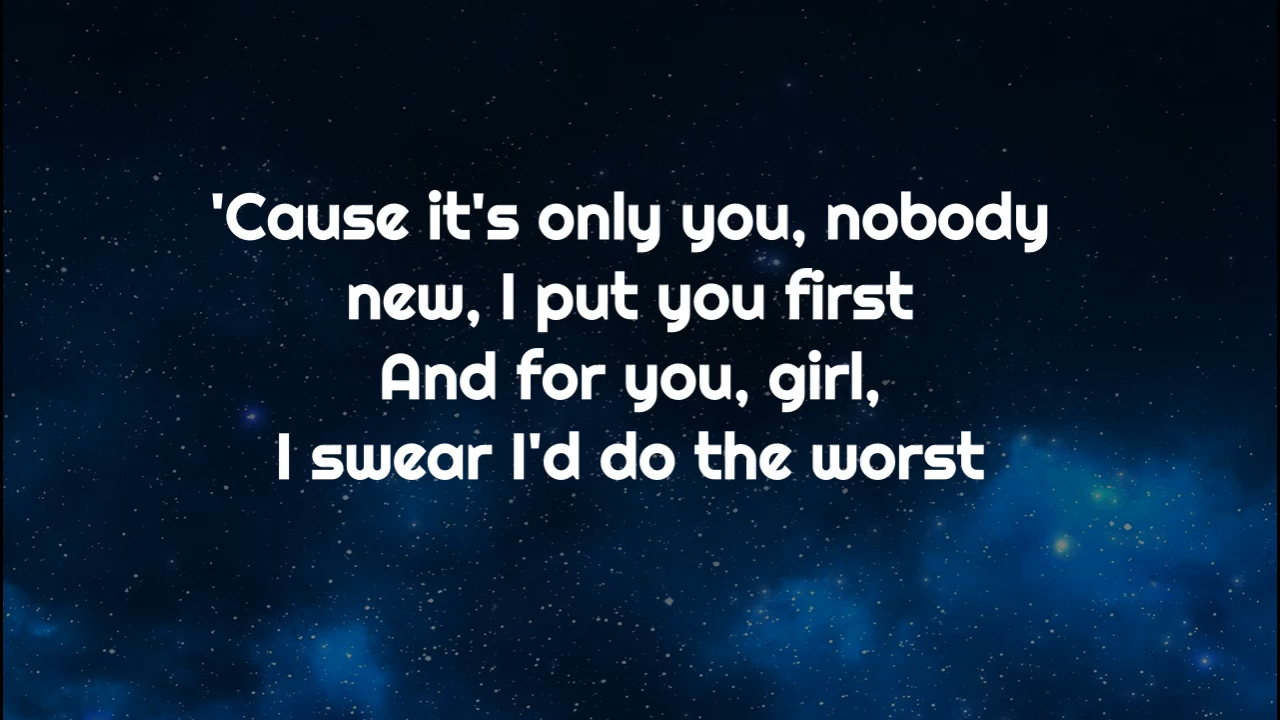 'Cause it's only you, nobody
new, I put you first
And for you, girl,
I swear I'd do the worst